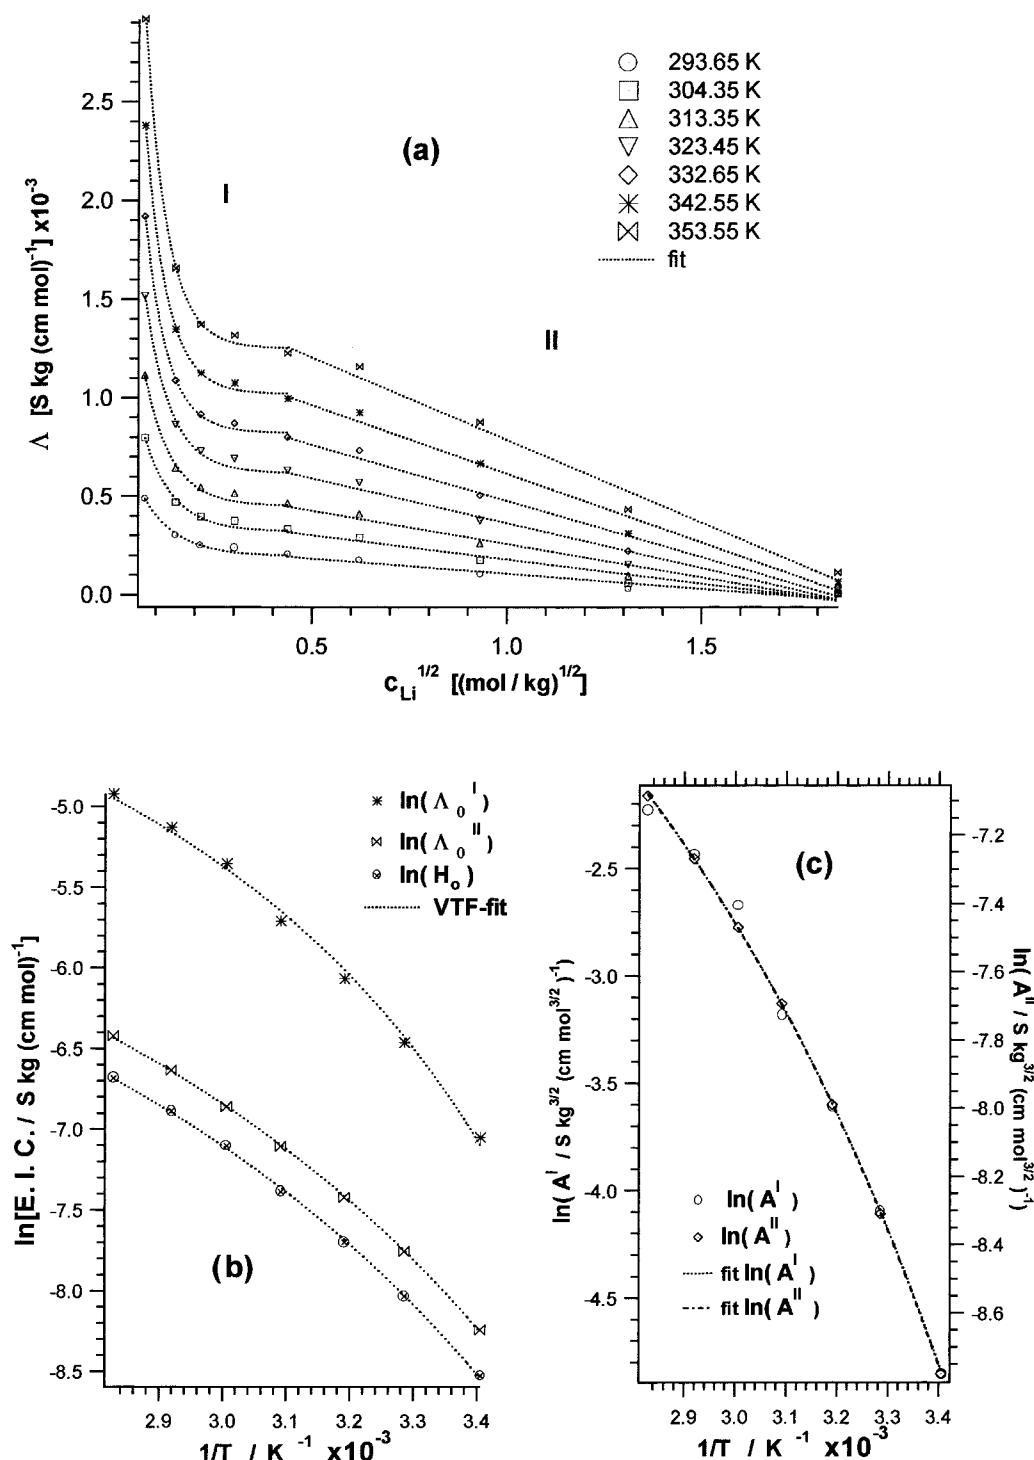 (a)
I
II
293.65 K
304.35 K
313.35 K
323.45 K
332.65 K
342.55 K
353.55 K
fit
Λ [S kg (cm mol)⁻¹] x10⁻³
2.5
2.0
1.5
1.0
0.5
0.0
0.5 1.0 1.5
c_Li^1/2 [(mol / kg)^1/2]
ln(Λ₀^I)
ln(Λ₀^II)
ln(H₀)
VTF-fit
(b)
ln[E. I. C. / S kg (cm mol)⁻¹]
-5.0
-5.5
-6.0
-6.5
-7.0
-7.5
-8.0
-8.5
2.9 3.0 3.1 3.2 3.3 3.4
1/T / K⁻¹ x10⁻³
(c)
ln(A^I / S kg^3/2 (cm mol^3/2)⁻¹)
-2.5
-3.0
-3.5
-4.0
-4.5
ln(A^I)
ln(A^II)
fit ln(A^I)
fit ln(A^II)
-7.2
-7.4
-7.6
-7.8
-8.0
-8.2
-8.4
-8.6
ln(A^II / S kg^3/2 (cm mol^3/2)⁻¹)
2.9 3.0 3.1 3.2 3.3 3.4
1/T / K⁻¹ x10⁻³